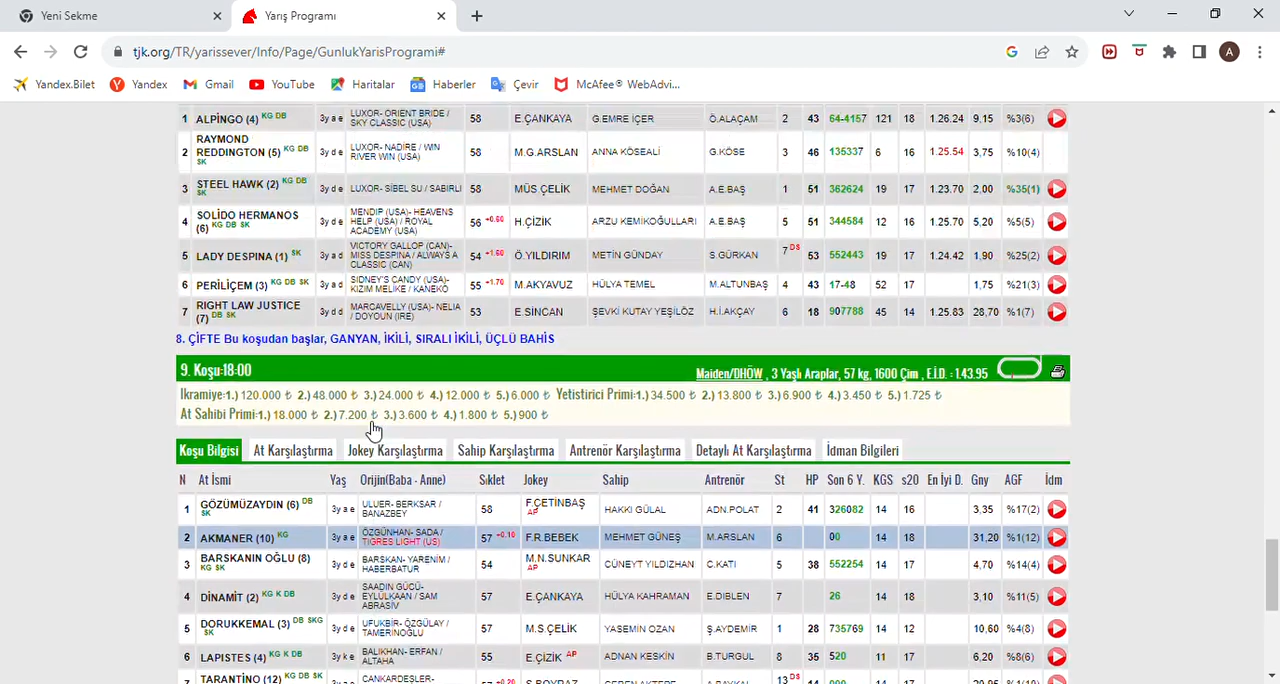 Yeni Sekme
Yarış Programı
tjk.org/TR/yarissever/Info/Page/GunlukYarisProgrami#
A
Yandex.Bilet Yandex Gmail YouTube Haritalar Haberler Çevir McAfee® WebAdvi...
1 ALPİNGO (4) KG DB 3y a e LUXOR- ORIENT BRIDE / SKY CLASSIC (USA) 58 E.ÇANKAYA G.EMRE İÇER Ö.ALAÇAM 2 43 64-4157 121 18 1.26.24 9,15 %3(6)
2 RAYMOND REDDINGTON (5) KG DB SK 3y d e LUXOR- NADİRE / WIN RIVER WIN (USA) 58 M.G.ARSLAN ANNA KÖSEALİ G.KÖSE 3 46 135337 6 16 1.25.54 3,75 %10(4)
3 STEEL HAWK (2) KG DB SK 3y d e LUXOR- SİBEL SU / SABIRLI 58 MÜS.ÇELİK MEHMET DOĞAN A.E.BAŞ 1 51 362624 19 17 1.23.70 2,00 %35(1)
4 SOLİDO HERMANOS (6) KG DB SK 3y d e MENDIP (USA)- HEAVENS HELP (USA) / ROYAL ACADEMY (USA) 56 +0.60 H.ÇİZİK ARZU KEMIKOĞULLARI A.E.BAŞ 5 51 344584 12 16 1.25.70 5,20 %5(5)
5 LADY DESPINA (1) SK 3y a d VICTORY GALLOP (CAN)- MISS DESPINA / ALWAYS A CLASSIC (CAN) 54 +1.60 Ö.YILDIRIM METİN GÜNDAY S.GÜRKAN 7 DS 53 552443 19 17 1.24.42 1,90 %25(2)
6 PERİLİÇEM (3) KG DB SK 3y a d SIDNEY'S CANDY (USA)- KIZIM MELIKE / KANEKO 55 +1.70 M.AKYAVUZ HÜLYA TEMEL M.ALTUNBAŞ 4 43 17-48 52 17 1,75 %21(3)
7 RIGHT LAW JUSTICE (7) DB SK 3y d d MARCAVELLY (USA)- NELIA / DOYOUN (IRE) 53 E.SİNCAN ŞEVKİ KUTAY YEŞİLÖZ H.İ.AKÇAY 6 18 907788 45 14 1.25.83 28,70 %1(7)
8. ÇİFTE Bu koşudan başlar, GANYAN, İKİLİ, SIRALI İKİLİ, ÜÇLÜ BAHİS
9. Koşu:18:00 Maiden/DHÖW , 3 Yaşlı Araplar, 57 kg, 1600 Çim , E.İ.D. : 1.43.95
İkramiye:1.) 120.000 ₺ 2.) 48.000 ₺ 3.) 24.000 ₺ 4.) 12.000 ₺ 5.) 6.000 ₺ Yetistirici Primi:1.) 34.500 ₺ 2.) 13.800 ₺ 3.) 6.900 ₺ 4.) 3.450 ₺ 5.) 1.725 ₺
At Sahibi Primi:1.) 18.000 ₺ 2.) 7.200 ₺ 3.) 3.600 ₺ 4.) 1.800 ₺ 5.) 900 ₺
Koşu Bilgisi At Karşılaştırma Jokey Karşılaştırma Sahip Karşılaştırma Antrenör Karşılaştırma Detaylı At Karşılaştırma İdman Bilgileri
N At İsmi Yaş Orijin(Baba - Anne) Sıklet Jokey Sahip Antrenör St HP Son 6 Y. KGS s20 En İyi D. Gny AGF İdm
1 GÖZÜMÜZAYDIN (6) DB SK 3y a e ULUER- BERKSAR / BANAZBEY 58 F.ÇETİNBAŞ AP HAKKI GÜLAL ADN.POLAT 2 41 326082 14 16 3,35 %17(2)
2 AKMANER (10) KG 3y a e ÖZGÜNHAN- SADA / TIGRES LIGHT (US) 57 +0.10 F.R.BEBEK MEHMET GÜNEŞ M.ARSLAN 6 00 14 18 31,20 %1(12)
3 BARSKANIN OĞLU (8) KG SK 3y d e BARSKAN- YARENİM / HABERBATUR 54 M.N.SUNKAR AP CÜNEYT YILDIZHAN C.KATI 5 38 552254 14 17 4,70 %14(4)
4 DİNAMİT (2) KG K DB 3y d e SAADIN GÜCÜ- EYLÜLKAAN / SAM ABRASİV 57 E.ÇANKAYA HÜLYA KAHRAMAN E.DIBLEN 7 26 14 18 3,10 %11(5)
5 DORUKKEMAL (3) DB SKG SK 3y d e UFUKBİR- ÖZGÜLAY / TAMERINOĞLU 57 M.S.ÇELİK YASEMIN OZAN Ş.AYDEMİR 1 28 735769 14 12 10,60 %4(8)
6 LAPISTES (4) KG K DB 3y k e BALIKHAN- ERFAN / ALTAHA 55 E.ÇİZİK AP ADNAN KESKİN B.TURGUL 8 35 520 11 17 6,20 %8(6)
TARANTİNO (12) KG DB SK CANKARDEŞLER- 13 DS